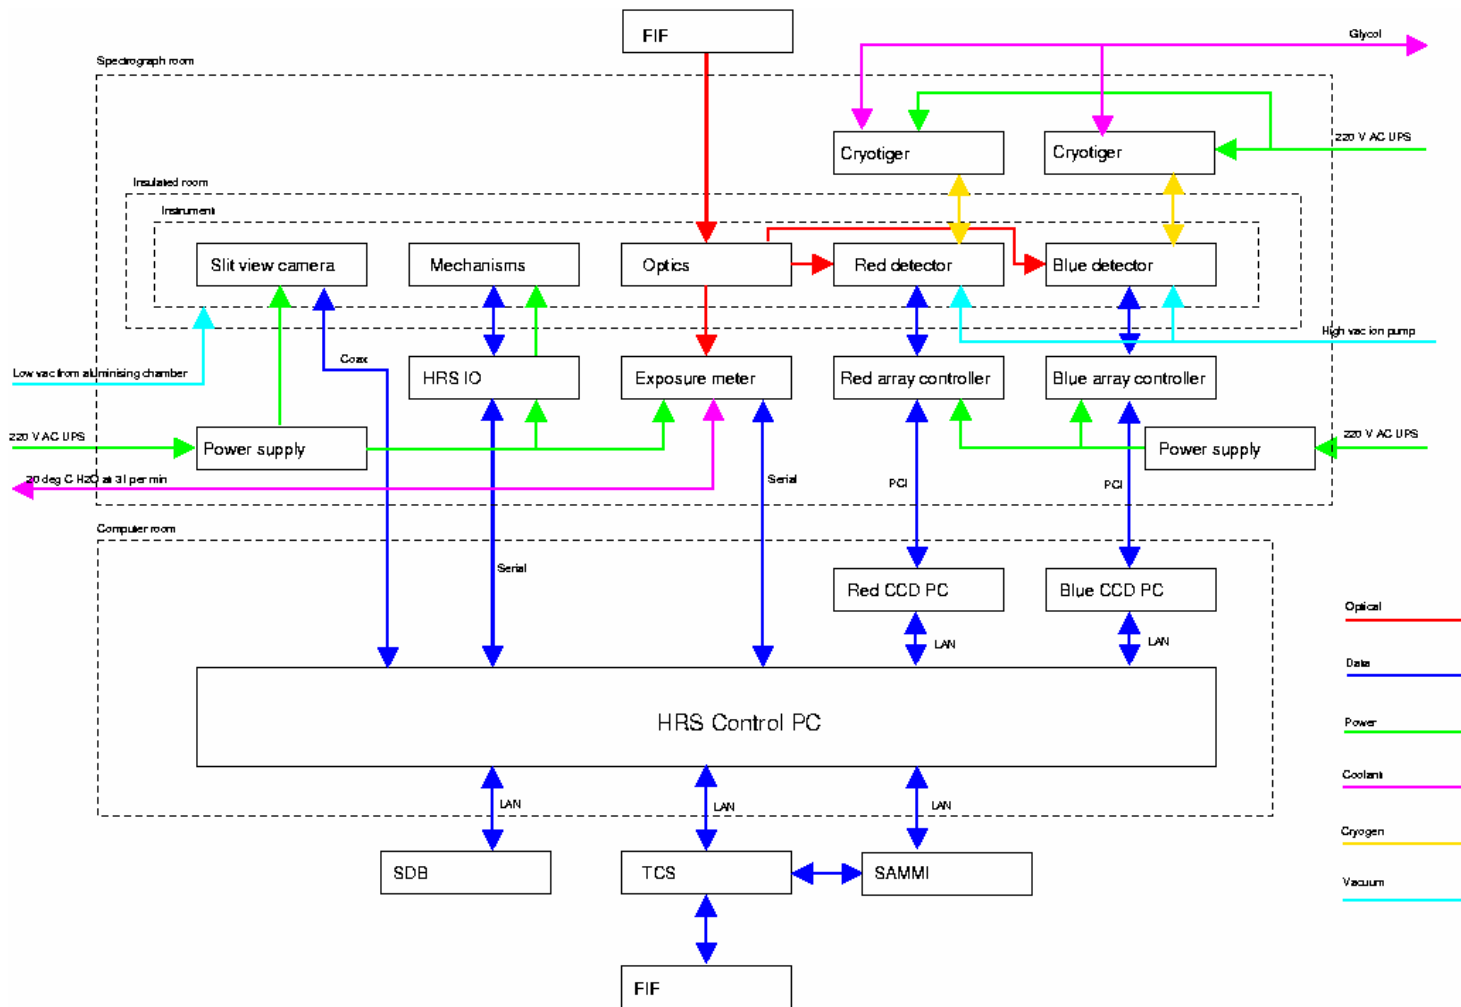 FIF
Glycol
Spectrograph room
220 V AC UPS
Cryotiger
Cryotiger
Insulated room
Instrument
Slit view camera
Mechanisms
Optics
Red detector
Blue detector
High vac ion pump
Coax
Low vac from aluminising chamber
HRS IO
Exposure meter
Red array controller
Blue array controller
220 V AC UPS
Power supply
Power supply
220 V AC UPS
20 deg C H2O at 3l per min
Serial
PCI
PCI
Computer room
Serial
Red CCD PC
Blue CCD PC
Optical
LAN
LAN
Data
HRS Control PC
Power
Coolant
LAN
LAN
LAN
Cryogen
SDB
TCS
SAMMI
Vacuum
FIF